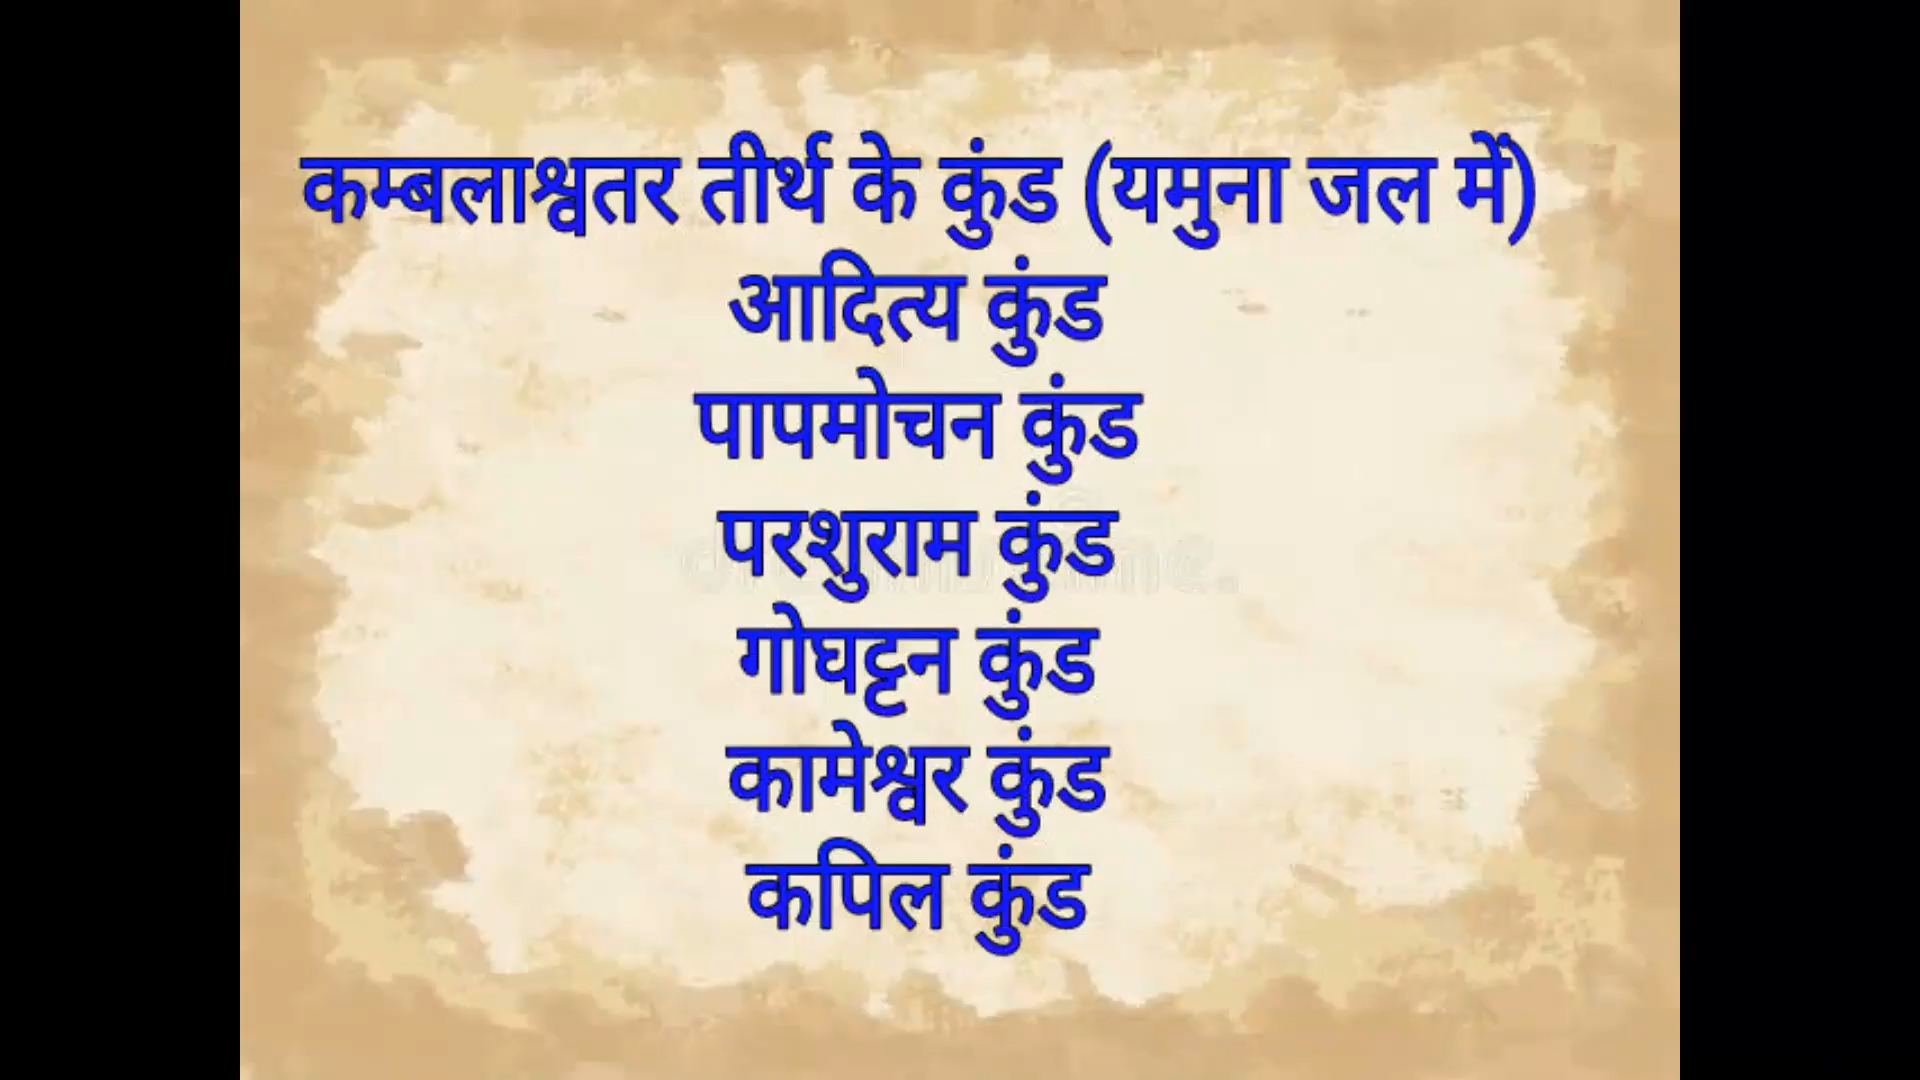 कम्बलाश्वतर तीर्थ के कुंड (यमुना जल में)
आदित्य कुंड
पापमोचन कुंड
परशुराम कुंड
गोघट्टन कुंड
कामेश्वर कुंड
कपिल कुंड